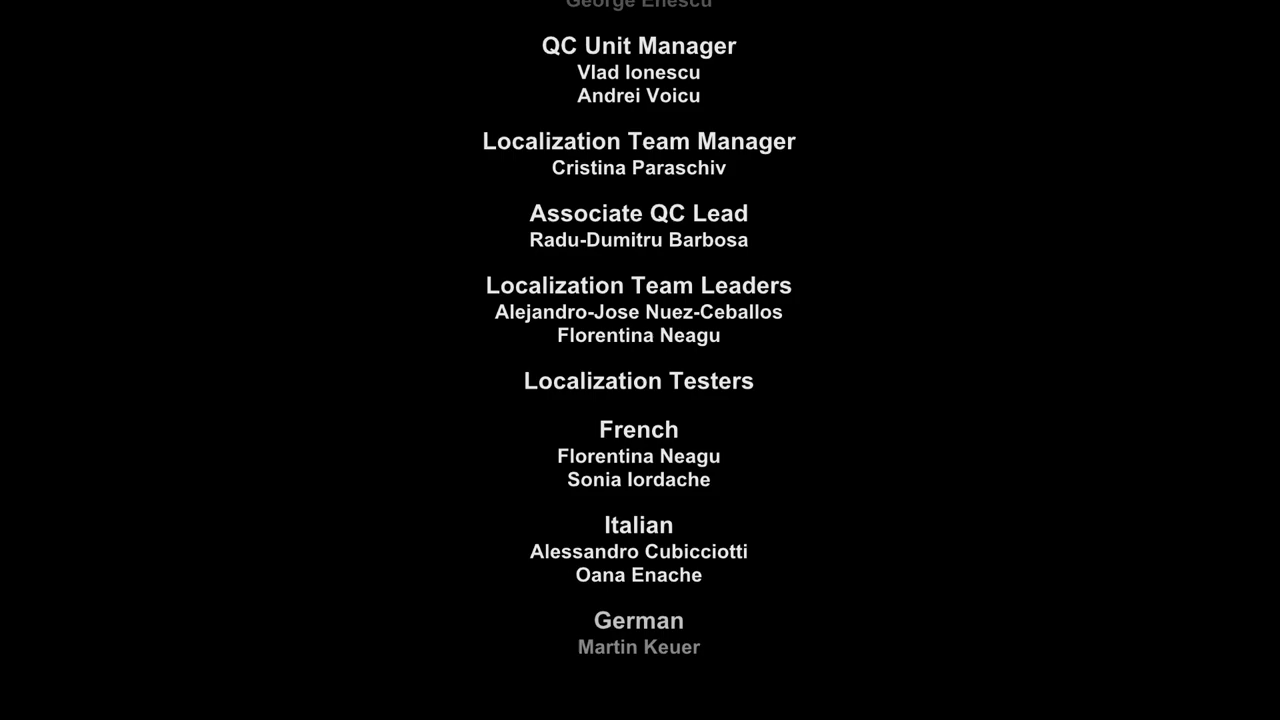 George Enescu
QC Unit Manager
Vlad Ionescu
Andrei Voicu
Localization Team Manager
Cristina Paraschiv
Associate QC Lead
Radu-Dumitru Barbosa
Localization Team Leaders
Alejandro-Jose Nuez-Ceballos
Florentina Neagu
Localization Testers
French
Florentina Neagu
Sonia Iordache
Italian
Alessandro Cubicciotti
Oana Enache
German
Martin Keuer